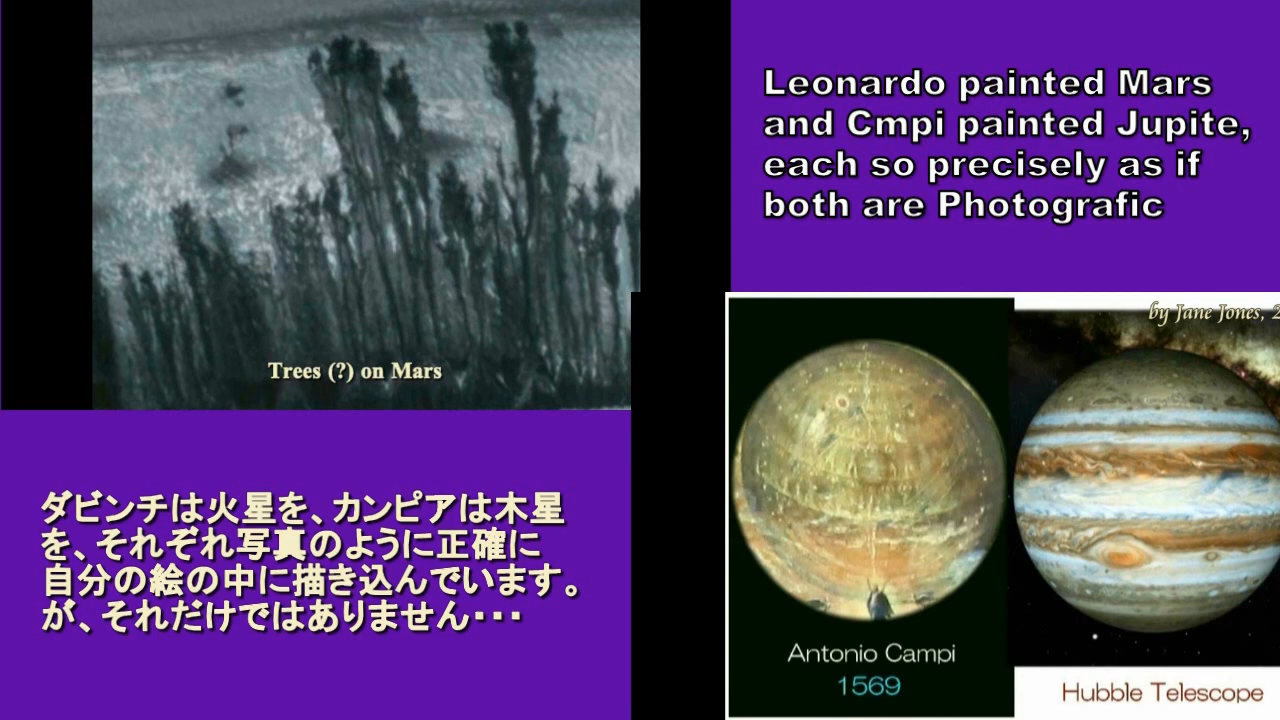 Leonardo painted Mars
and Cmpi painted Jupite,
each so precisely as if
both are Photografic
Trees (?) on Mars
ダビンチは火星を、カンピアは木星
を、それぞれ写真のように正確に
自分の絵の中に描き込んでいます。
が、それだけではありません･･･
by Jane Jones, 2
Antonio Campi
1569
Hubble Telescope